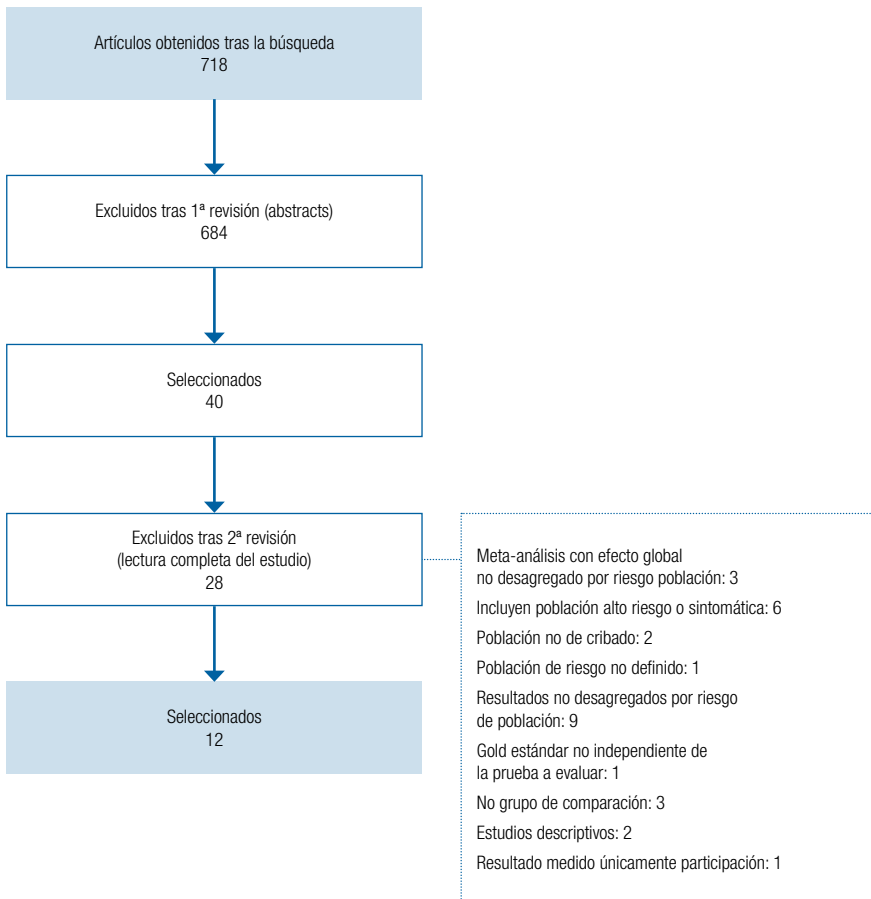 Artículos obtenidos tras la búsqueda
718
Excluidos tras 1ª revisión (abstracts)
684
Seleccionados
40
Excluidos tras 2ª revisión
(lectura completa del estudio)
28
Seleccionados
12
Meta-análisis con efecto global
no desagregado por riesgo población: 3
Incluyen población alto riesgo o sintomática: 6
Población no de cribado: 2
Población de riesgo no definido: 1
Resultados no desagregados por riesgo
de población: 9
Gold estándar no independiente de
la prueba a evaluar: 1
No grupo de comparación: 3
Estudios descriptivos: 2
Resultado medido únicamente participación: 1